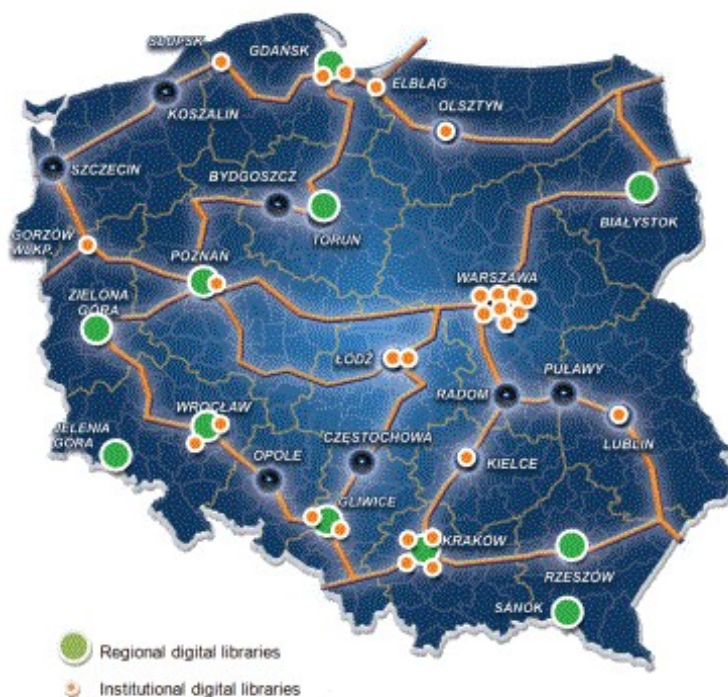 SŁUPSK
GDAŃSK
ELBLĄG
KOSZALIN
OLSZTYN
SZCZECIN
BYDGOSZCZ
BIAŁYSTOK
GORZÓW
WLKP.
TORUN
POZNAŃ
WARSZAWA
ZIELONA
GÓRA
ŁÓDŹ
PUŁAWY
RADOM
WROCŁAW
JELENIA
GÓRA
CZĘSTOCHOWA
LUBLIN
OPOLE
KIELCE
GLIWICE
KRAKÓW
RZESZÓW
SANOK
Regional digital libraries
Institutional digital libraries